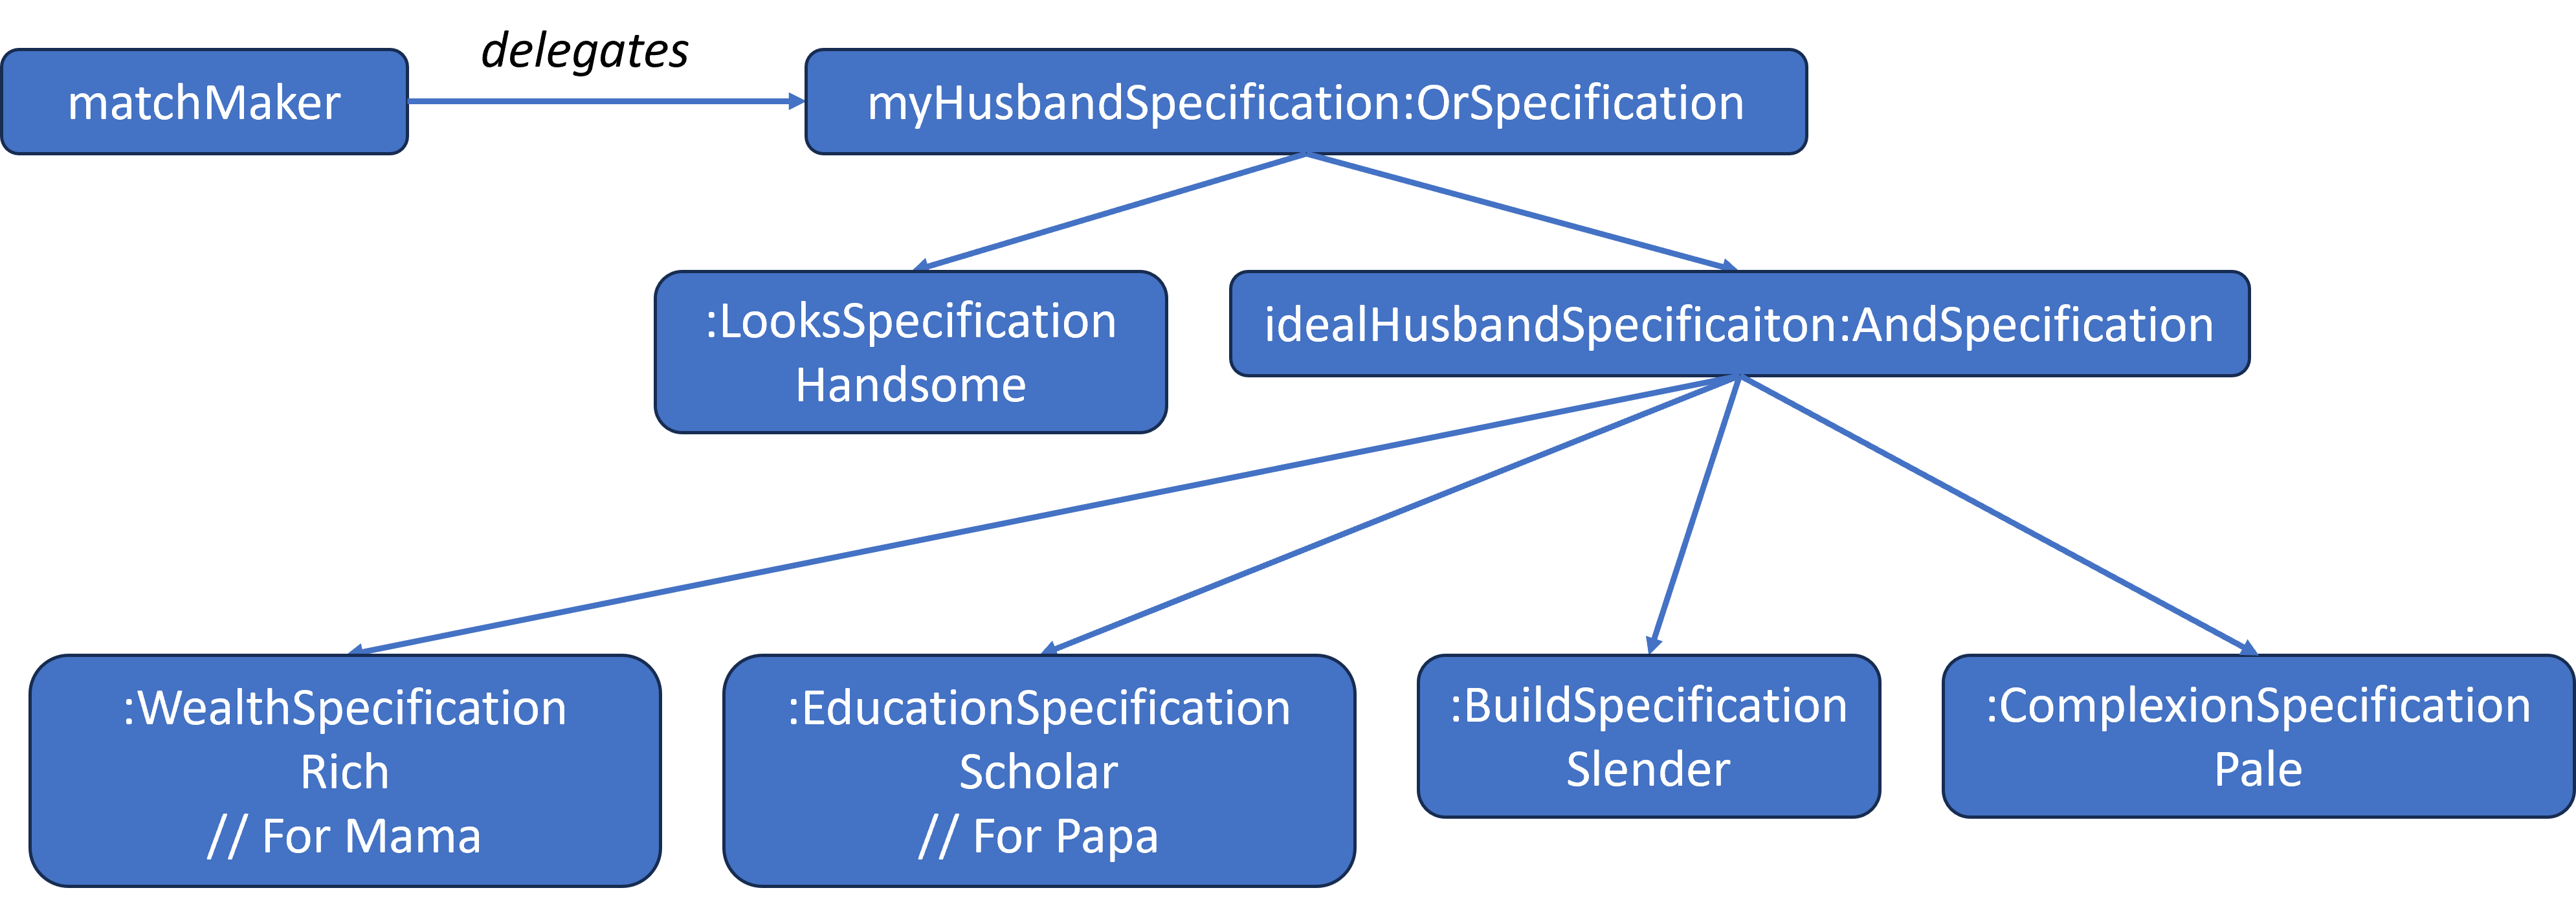 matchMaker
delegates
myHusbandSpecification:OrSpecification
:LooksSpecification
Handsome
idealHusbandSpecificaiton:AndSpecification
:WealthSpecification
Rich
// For Mama
:EducationSpecification
Scholar
// For Papa
:BuildSpecification
Slender
:ComplexionSpecification
Pale